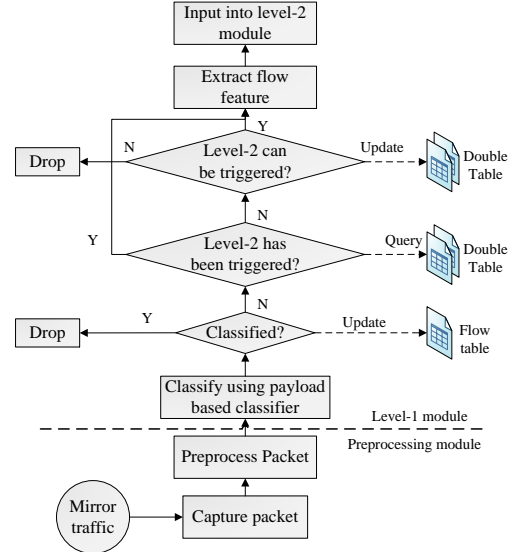 Input into level-2
module
Extract flow
feature
Y
N
Drop
Level-2 can
be triggered?
Update
Double
Table
N
Y
Level-2 has
been triggered?
Query
Double
Table
N
Y
Drop
Classified?
Update
Flow
table
Classify using payload
based classifier
Level-1 module
Preprocessing module
Preprocess Packet
Mirror
traffic
Capture packet